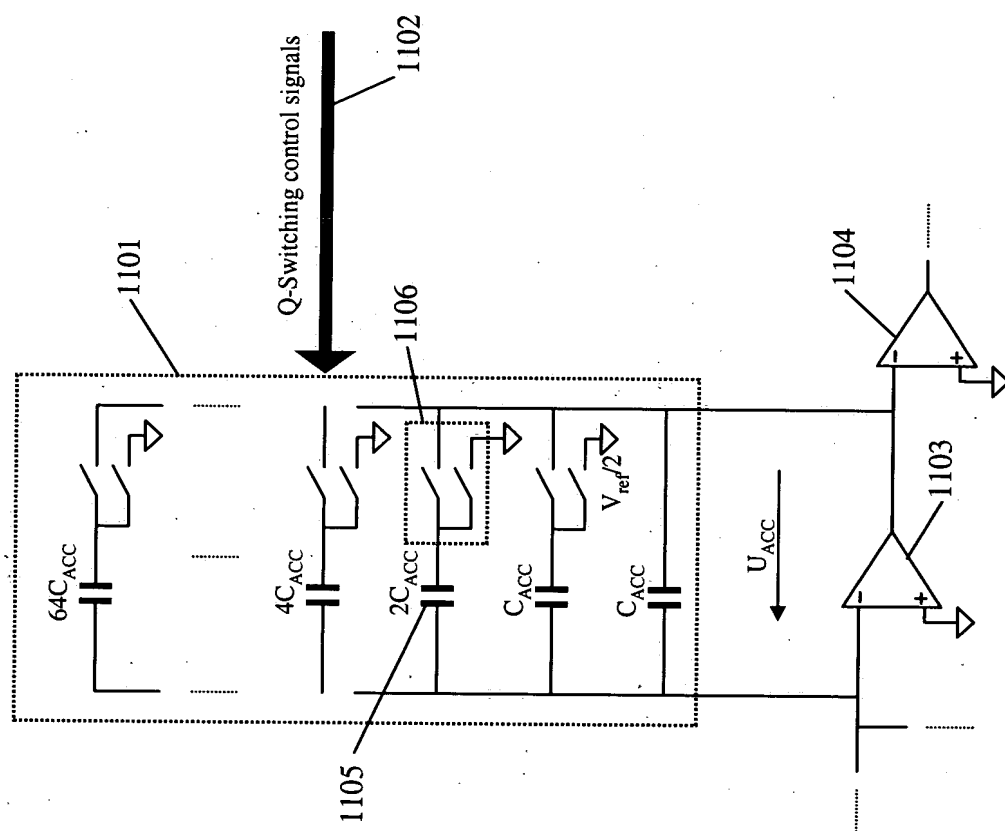 1101
1102
Q-Switching control signals
1106
64C_ACC
4C_ACC
2C_ACC
C_ACC
V_ref/2
C_ACC
1105
U_ACC
1103
1104
−
+
−
+